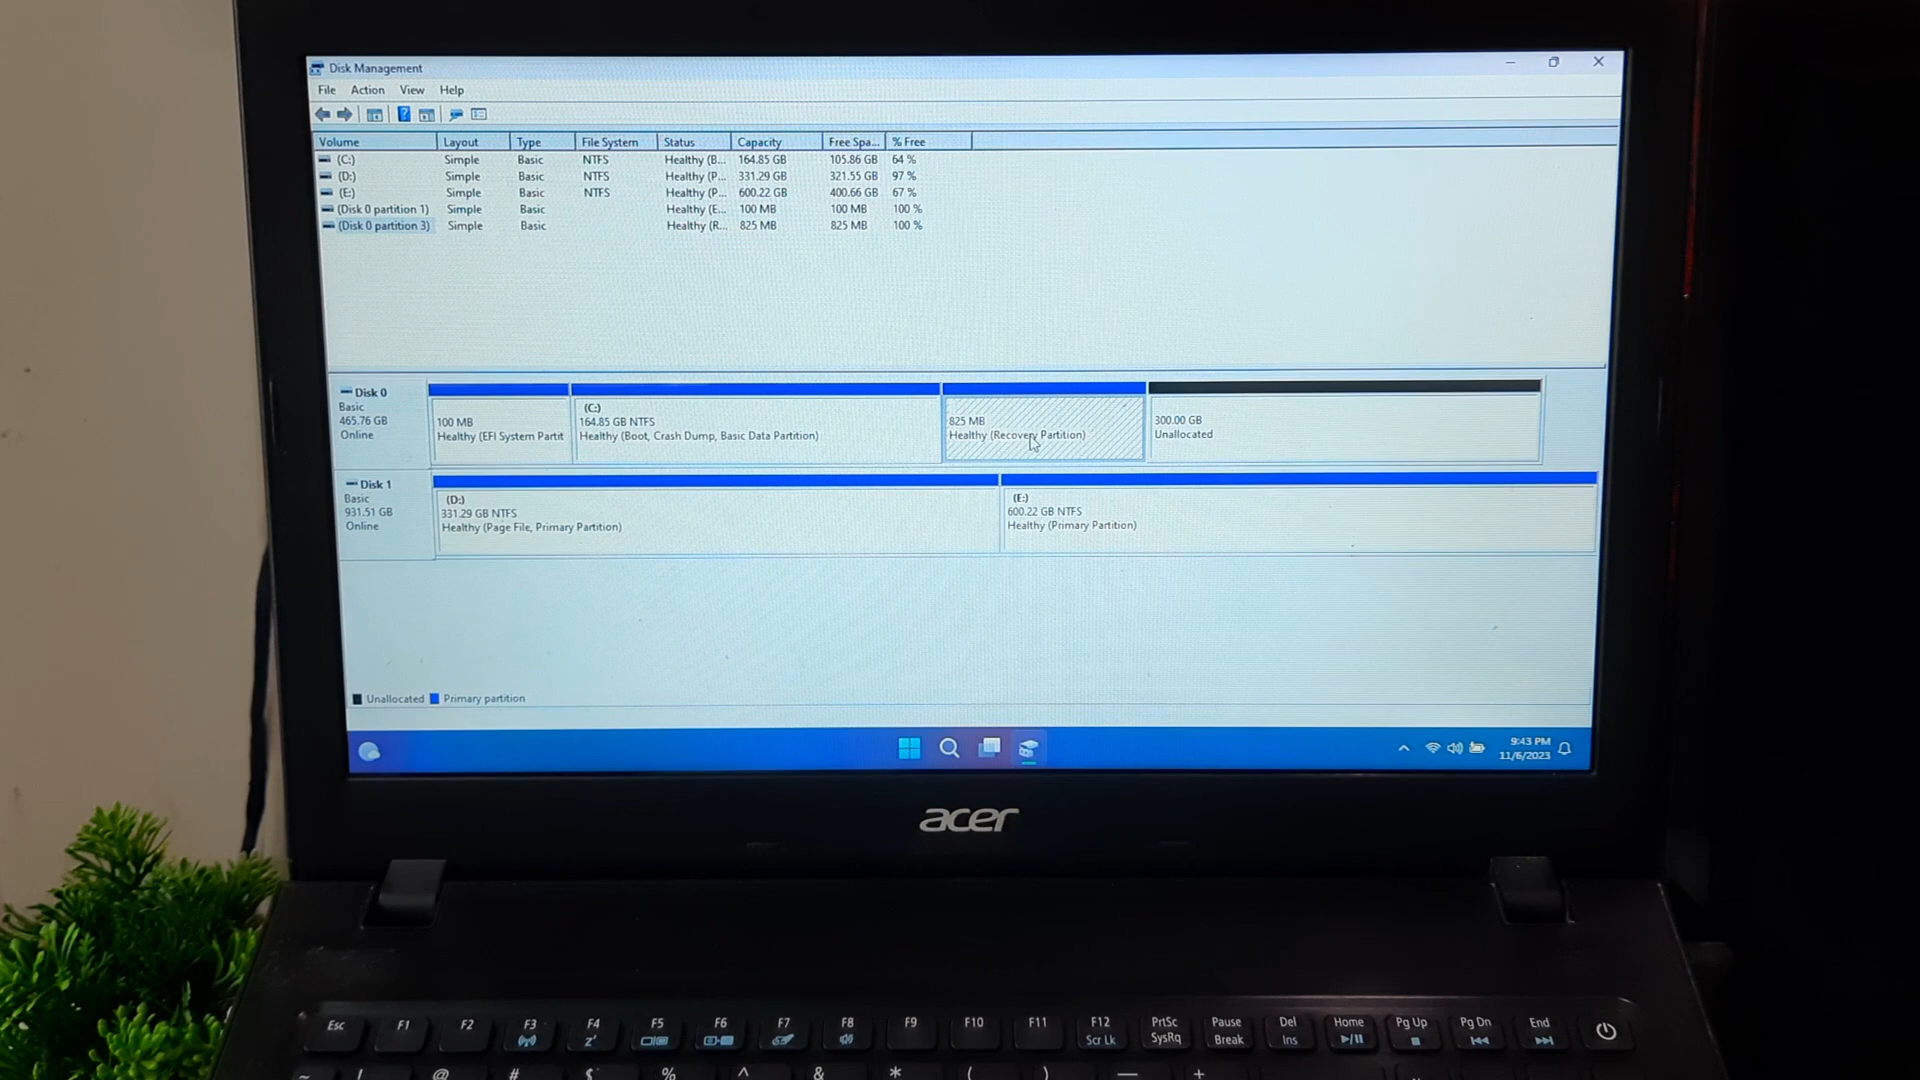 Disk Management
File Action View Help
Volume Layout Type File System Status Capacity Free Spa... % Free
(C:) Simple Basic NTFS Healthy (B... 164.85 GB 105.86 GB 64 %
(D:) Simple Basic NTFS Healthy (P... 331.29 GB 321.55 GB 97 %
(E:) Simple Basic NTFS Healthy (P... 600.22 GB 400.66 GB 67 %
(Disk 0 partition 1) Simple Basic Healthy (E... 100 MB 100 MB 100 %
(Disk 0 partition 3) Simple Basic Healthy (R... 825 MB 825 MB 100 %
Disk 0
Basic
465.76 GB
Online
100 MB
Healthy (EFI System Partit
(C:)
164.85 GB NTFS
Healthy (Boot, Crash Dump, Basic Data Partition)
825 MB
Healthy (Recovery Partition)
300.00 GB
Unallocated
Disk 1
Basic
931.51 GB
Online
(D:)
331.29 GB NTFS
Healthy (Page File, Primary Partition)
(E:)
600.22 GB NTFS
Healthy (Primary Partition)
Unallocated Primary partition
9:43 PM
11/6/2023
acer
Esc F1 F2 F3 F4 F5 F6 F7 F8 F9 F10 F11 F12 PrtSc Pause Del Home Pg Up Pg Dn End
Scr Lk SysRq Break Ins
~ ! @ # $ % ^ & * ( ) — +